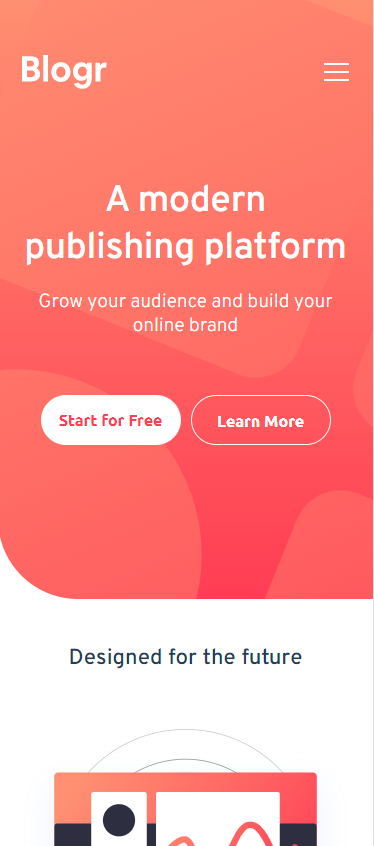 Blogr
A modern
publishing platform
Grow your audience and build your
online brand
Start for Free
Learn More
Designed for the future